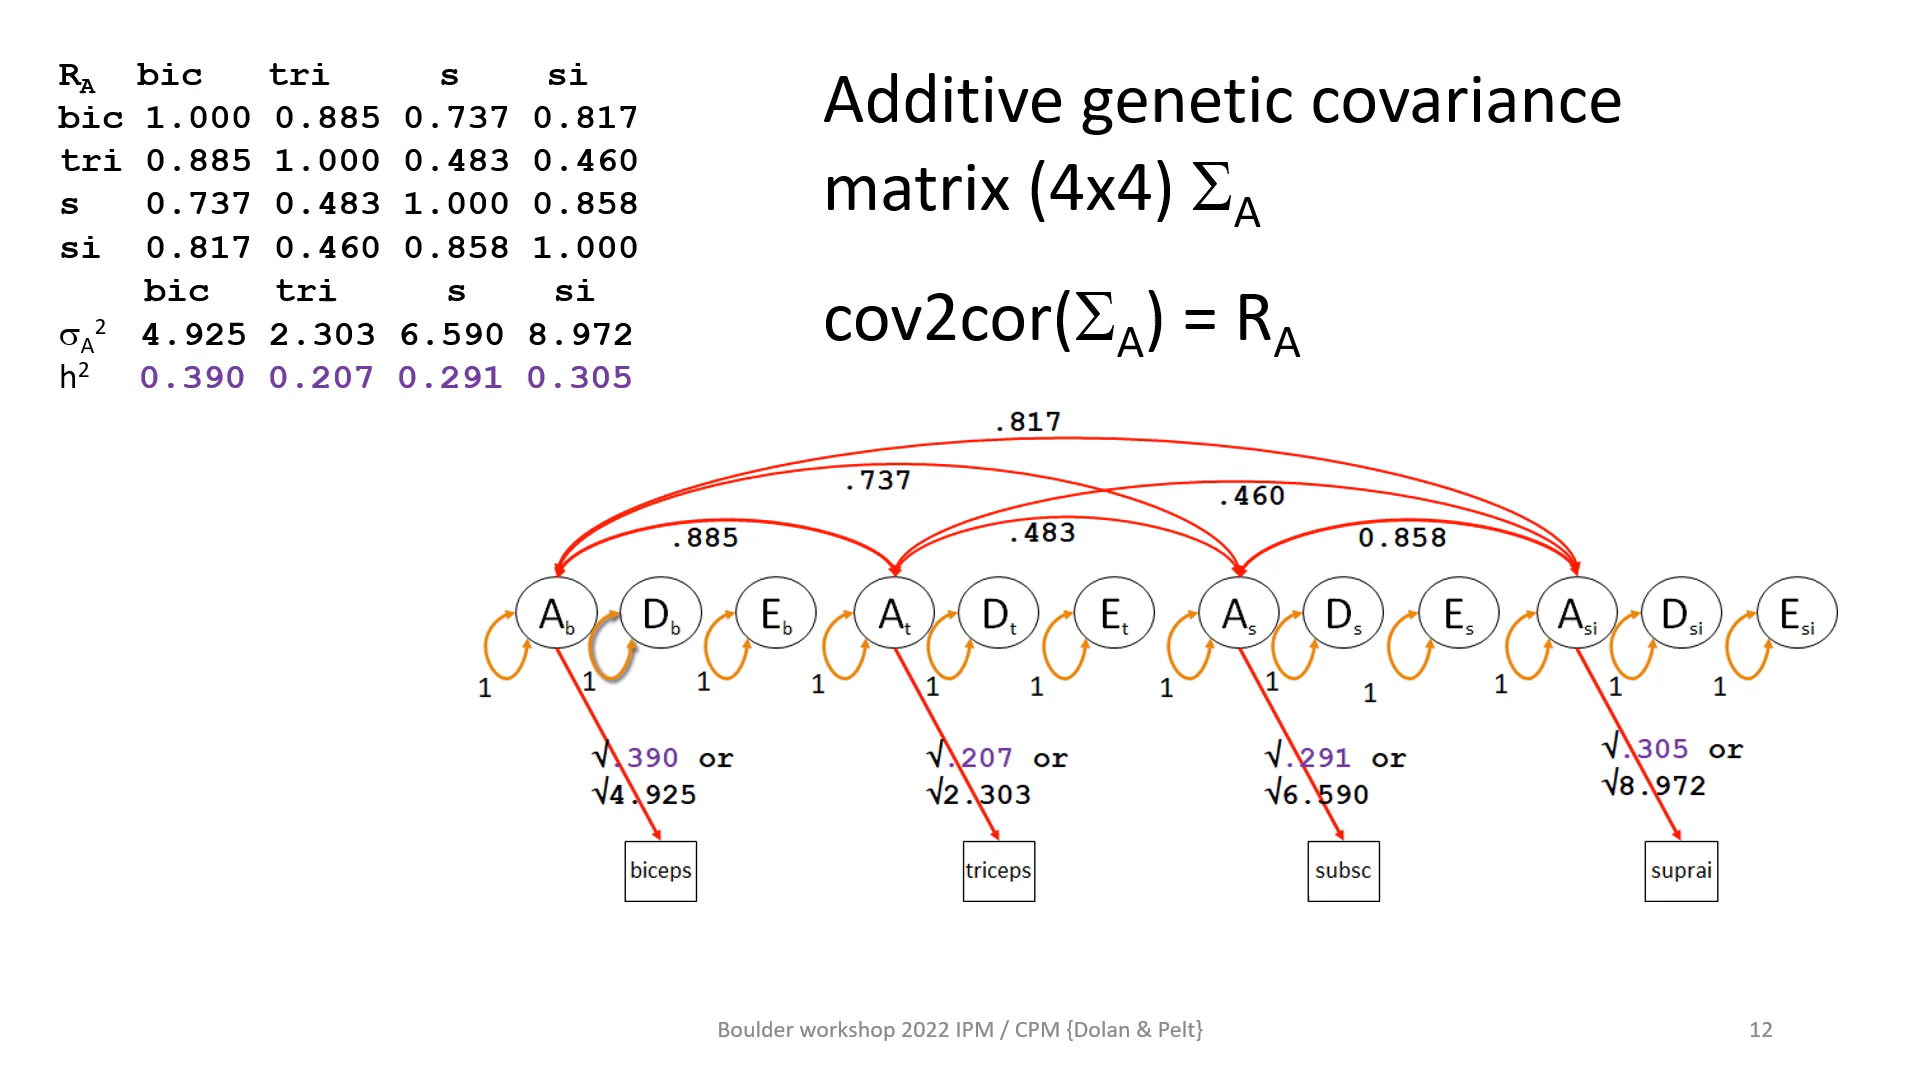 R_A bic tri s si
bic 1.000 0.885 0.737 0.817
tri 0.885 1.000 0.483 0.460
s 0.737 0.483 1.000 0.858
si 0.817 0.460 0.858 1.000
bic tri s si
σ_A² 4.925 2.303 6.590 8.972
h² 0.390 0.207 0.291 0.305
Additive genetic covariance
matrix (4x4) Σ_A
cov2cor(Σ_A) = R_A
.817
.737
.460
.885
.483
0.858
A_b D_b E_b A_t D_t E_t A_s D_s E_s A_si D_si E_si
1 1 1 1 1 1 1 1 1 1 1 1
√.390 or
√4.925
√.207 or
√2.303
√.291 or
√6.590
√.305 or
√8.972
biceps triceps subsc suprai
Boulder workshop 2022 IPM / CPM {Dolan & Pelt}
12